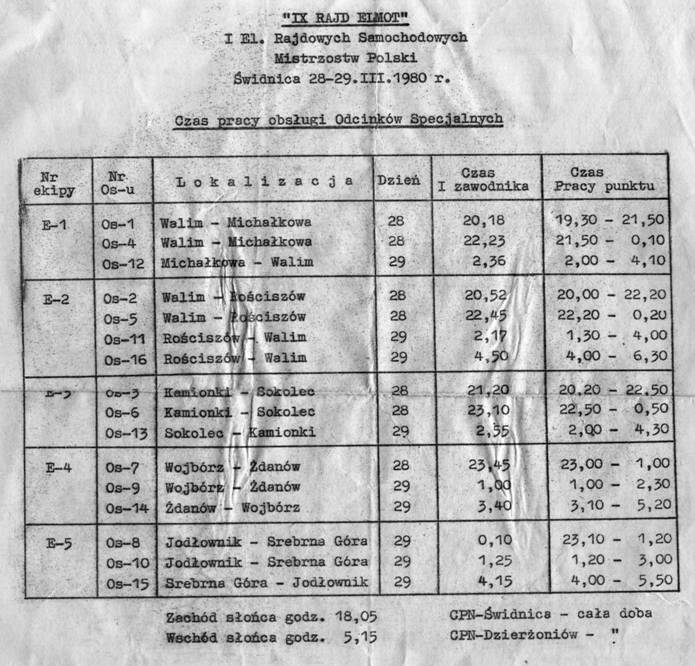 "IX RAJD ELMOT"
I El. Rajdowych Samochodowych
Mistrzostw Polski
Świdnica 28-29.III.1980 r.
Czas pracy obsługi Odcinków Specjalnych
Nr ekipy Nr Os-u Lokalizacja Dzień Czas I zawodnika Czas Pracy punktu
E-1 Os-1 Walim - Michałkowa 28 20,18 19,30 - 21,50
Os-4 Walim - Michałkowa 28 22,23 21,50 - 0,10
Os-12 Michałkowa - Walim 29 2,36 2,00 - 4,10
E-2 Os-2 Walim - Rościszów 28 20,52 20,00 - 22,20
Os-5 Walim - Rościszów 28 22,45 22,20 - 0,20
Os-11 Rościszów - Walim 29 2,17 1,30 - 4,00
Os-16 Rościszów - Walim 29 4,50 4,00 - 6,30
E-3 Os-3 Kamionki - Sokolec 28 21,20 20,20 - 22,50
Os-6 Kamionki - Sokolec 28 23,10 22,50 - 0,50
Os-13 Sokolec - Kamionki 29 2,55 2,00 - 4,30
E-4 Os-7 Wojbórz - Żdanów 28 23,45 23,00 - 1,00
Os-9 Wojbórz - Żdanów 29 1,00 1,00 - 2,30
Os-14 Żdanów - Wojbórz 29 3,40 3,10 - 5,20
E-5 Os-8 Jodłownik - Srebrna Góra 29 0,10 23,10 - 1,20
Os-10 Jodłownik - Srebrna Góra 29 1,25 1,20 - 3,00
Os-15 Srebrna Góra - Jodłownik 29 4,15 4,00 - 5,50
Zachód słońca godz. 18,05 CPN-Świdnica - cała doba
Wschód słońca godz. 5,15 CPN-Dzierżoniów - "